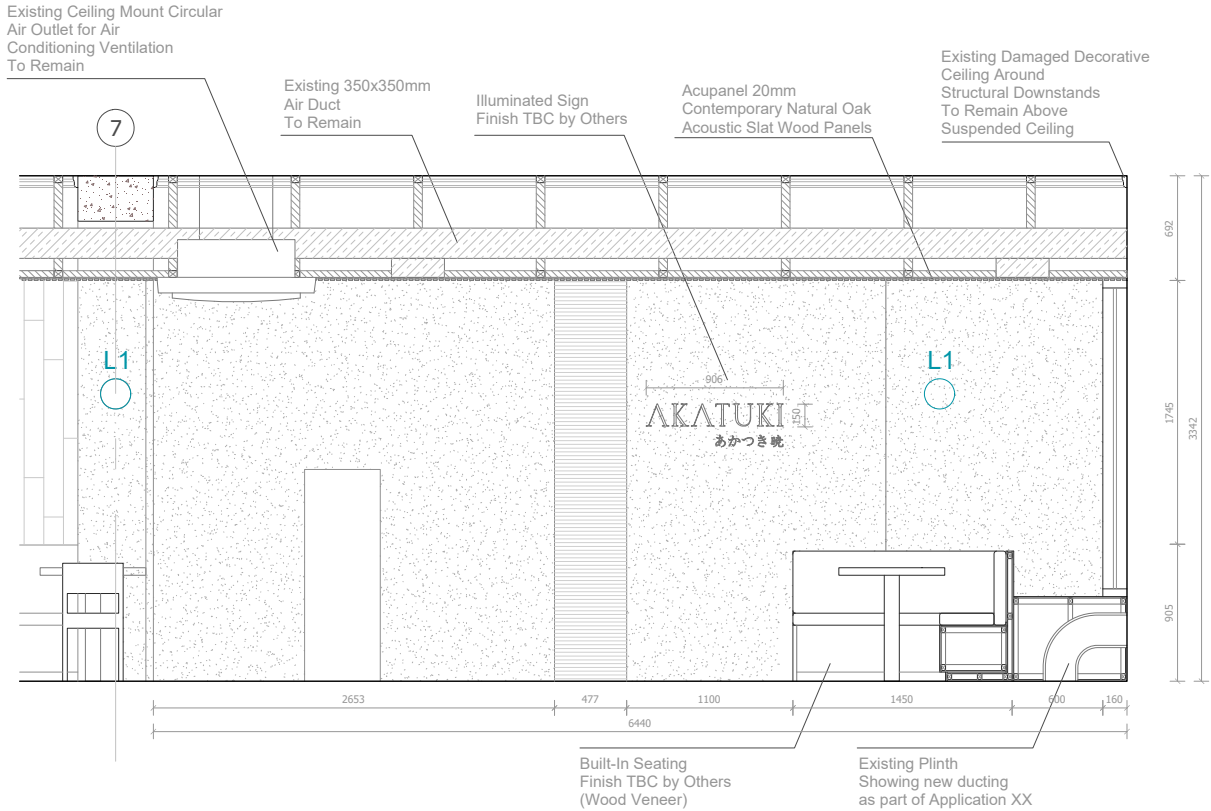 Existing Ceiling Mount Circular
Air Outlet for Air
Conditioning Ventilation
To Remain
Existing 350x350mm
Air Duct
To Remain
Illuminated Sign
Finish TBC by Others
Acupanel 20mm
Contemporary Natural Oak
Acoustic Slat Wood Panels
Existing Damaged Decorative
Ceiling Around
Structural Downstands
To Remain Above
Suspended Ceiling
7
692
L1
L1
906
150
AKATUKI
あかつき暁
1745
3342
905
2653
477
1100
1450
600
160
6440
Built-In Seating
Finish TBC by Others
(Wood Veneer)
Existing Plinth
Showing new ducting
as part of Application XX